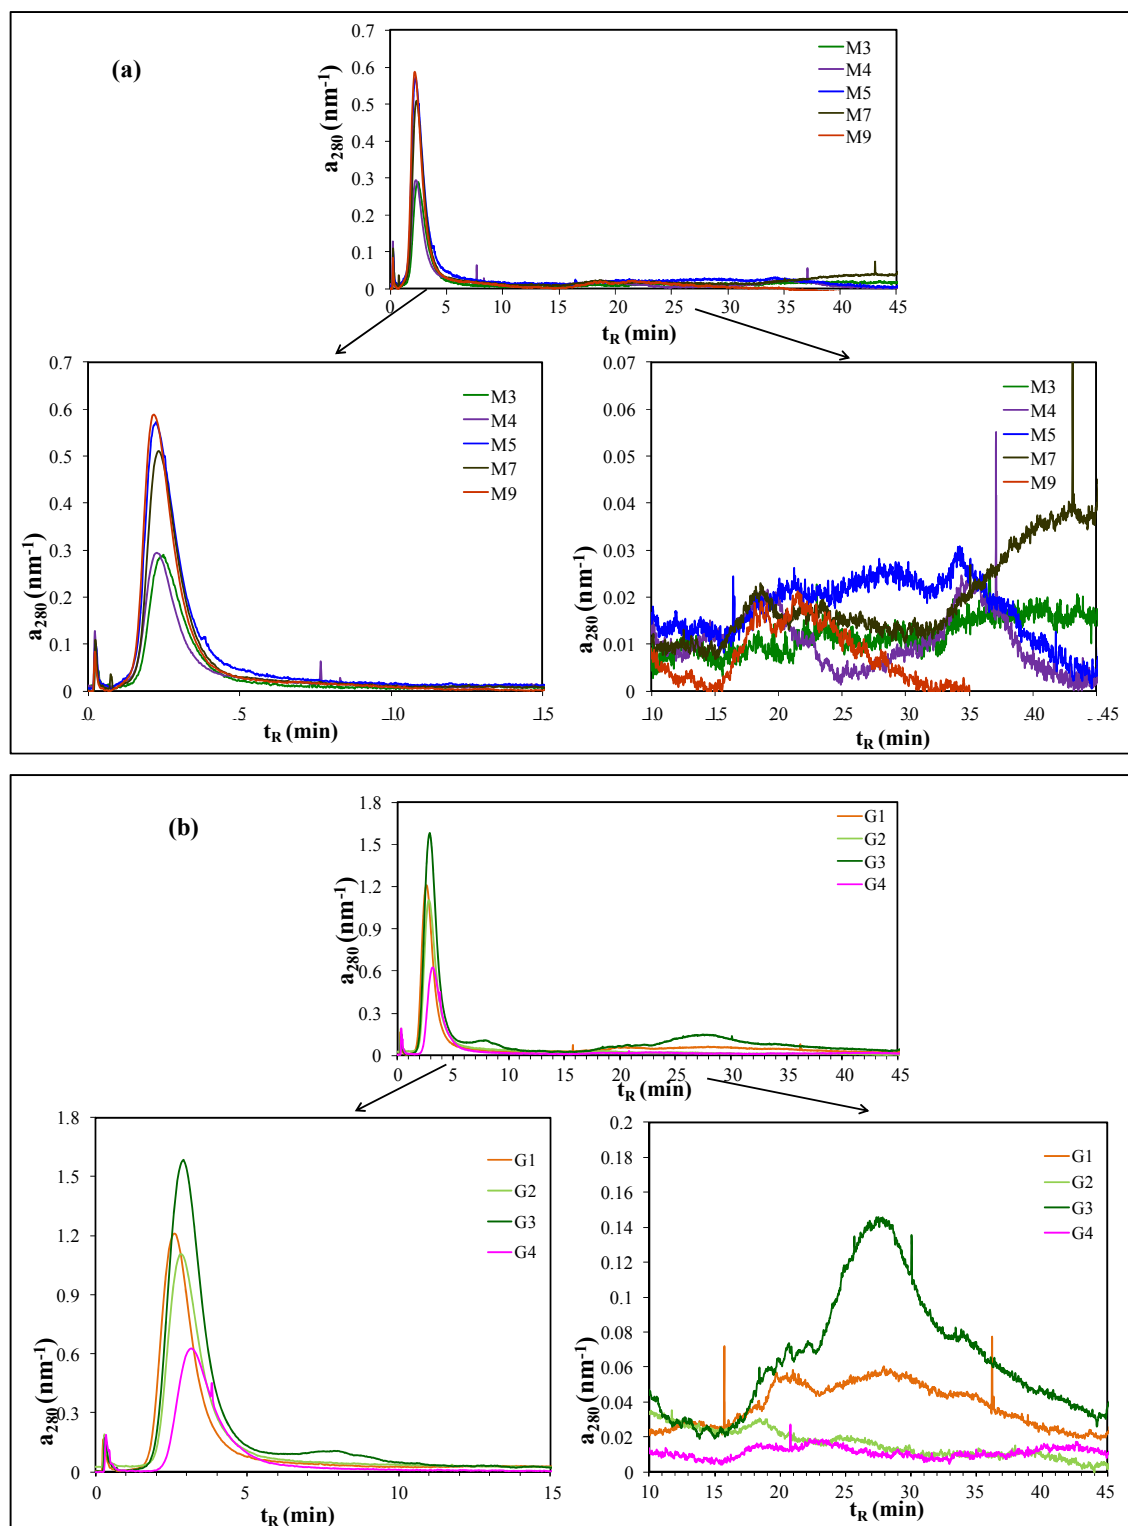 (a)
0.7
0.6
0.5
0.4
0.3
0.2
0.1
0
a280 (nm-1)
M3
M4
M5
M7
M9
0 5 10 15 20 25 30 35 40 45
tR (min)
0.7
0.6
0.5
0.4
0.3
0.2
0.1
0
a280 (nm-1)
M3
M4
M5
M7
M9
0 5 10 15
tR (min)
0.07
0.06
0.05
0.04
0.03
0.02
0.01
0
a280 (nm-1)
M3
M4
M5
M7
M9
10 15 20 25 30 35 40 45
tR (min)
(b)
1.8
1.5
1.2
0.9
0.6
0.3
0
a280 (nm-1)
G1
G2
G3
G4
0 5 10 15 20 25 30 35 40 45
tR (min)
1.8
1.5
1.2
0.9
0.6
0.3
0
a280 (nm-1)
G1
G2
G3
G4
0 5 10 15
tR (min)
0.2
0.18
0.16
0.14
0.12
0.1
0.08
0.06
0.04
0.02
0
a280 (nm-1)
G1
G2
G3
G4
10 15 20 25 30 35 40 45
tR (min)